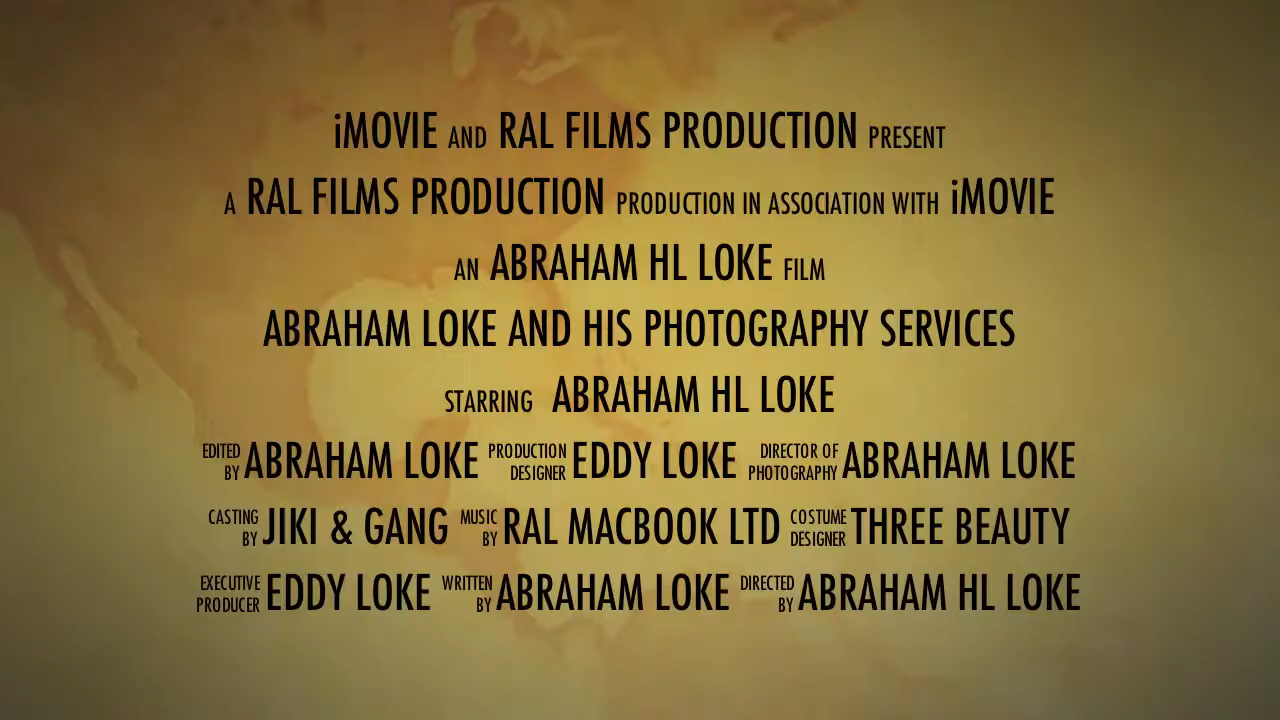 iMOVIE AND RAL FILMS PRODUCTION PRESENT
A RAL FILMS PRODUCTION PRODUCTION IN ASSOCIATION WITH iMOVIE
AN ABRAHAM HL LOKE FILM
ABRAHAM LOKE AND HIS PHOTOGRAPHY SERVICES
STARRING ABRAHAM HL LOKE
EDITED BY ABRAHAM LOKE PRODUCTION DESIGNER EDDY LOKE DIRECTOR OF PHOTOGRAPHY ABRAHAM LOKE
CASTING BY JIKI & GANG MUSIC BY RAL MACBOOK LTD COSTUME DESIGNER THREE BEAUTY
EXECUTIVE PRODUCER EDDY LOKE WRITTEN BY ABRAHAM LOKE DIRECTED BY ABRAHAM HL LOKE